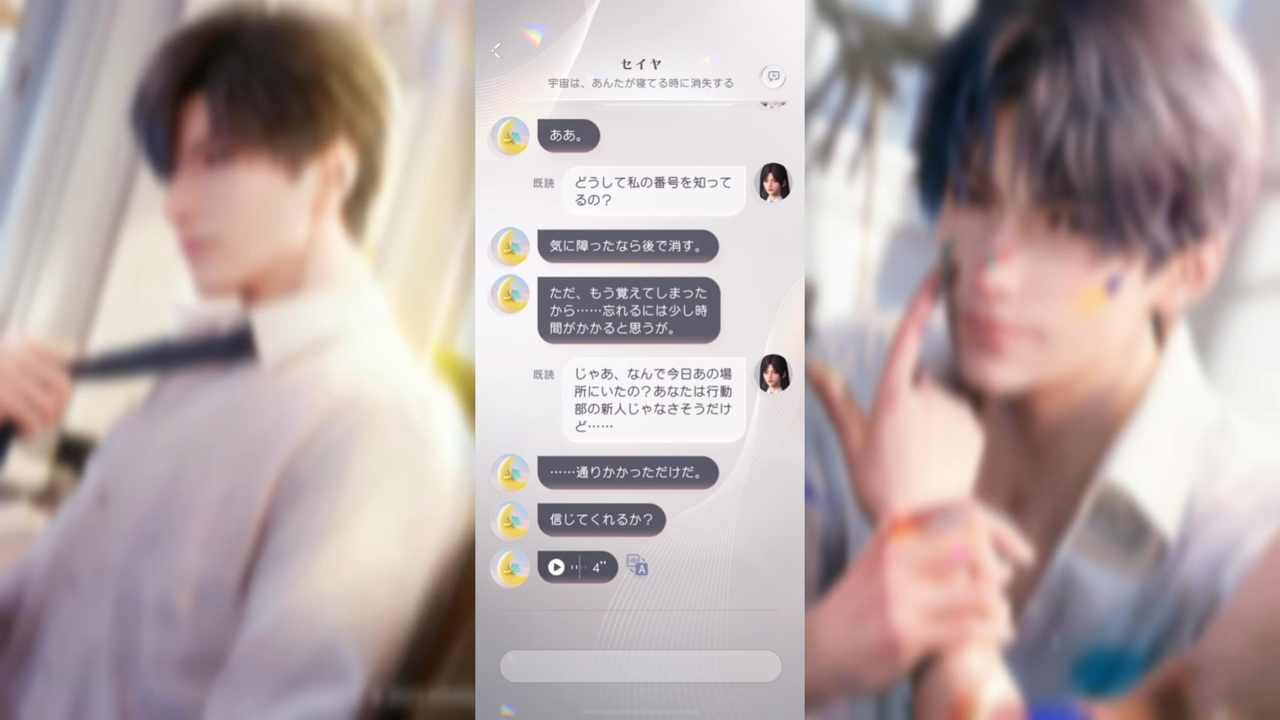 セイヤ
宇宙は、あんたが寝てる時に消失する
ああ。
既読
どうして私の番号を知って
るの？
気に障ったなら後で消す。
ただ、もう覚えてしまった
から……忘れるには少し時
間がかかると思うが。
既読
じゃあ、なんで今日あの場
所にいたの？あなたは行動
部の新人じゃなさそうだけ
ど……
……通りかかっただけだ。
信じてくれるか？
4''
A